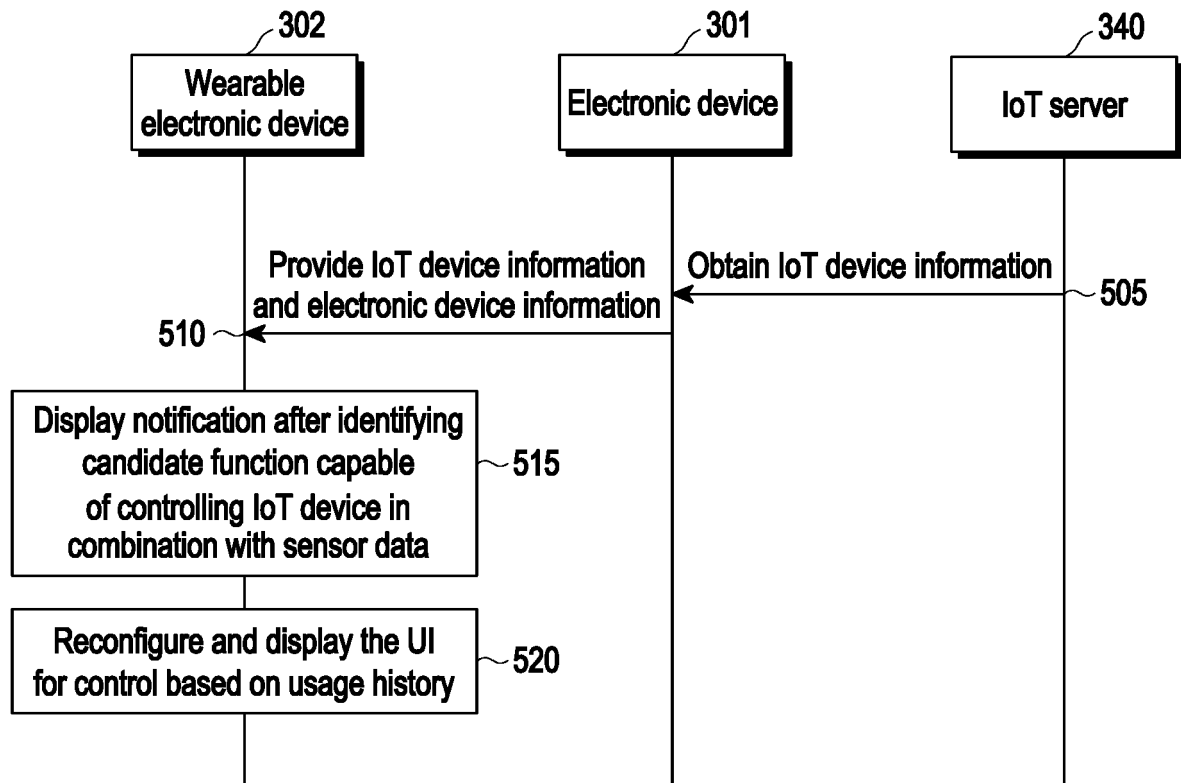 302
301
340
Wearable
electronic device
Electronic device
IoT server
Provide IoT device information
and electronic device information
Obtain IoT device information
505
510
Display notification after identifying
candidate function capable
of controlling IoT device in
combination with sensor data
515
Reconfigure and display the UI
for control based on usage history
520